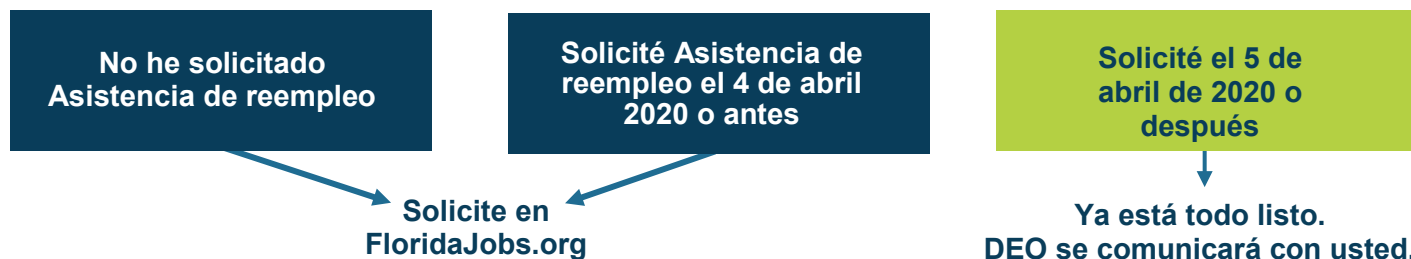 No he solicitado
Asistencia de reempleo
Solicité Asistencia de
reempleo el 4 de abril
2020 o antes
Solicité el 5 de
abril de 2020 o
después
Solicite en
FloridaJobs.org
Ya está todo listo.
DEO se comunicará con usted.